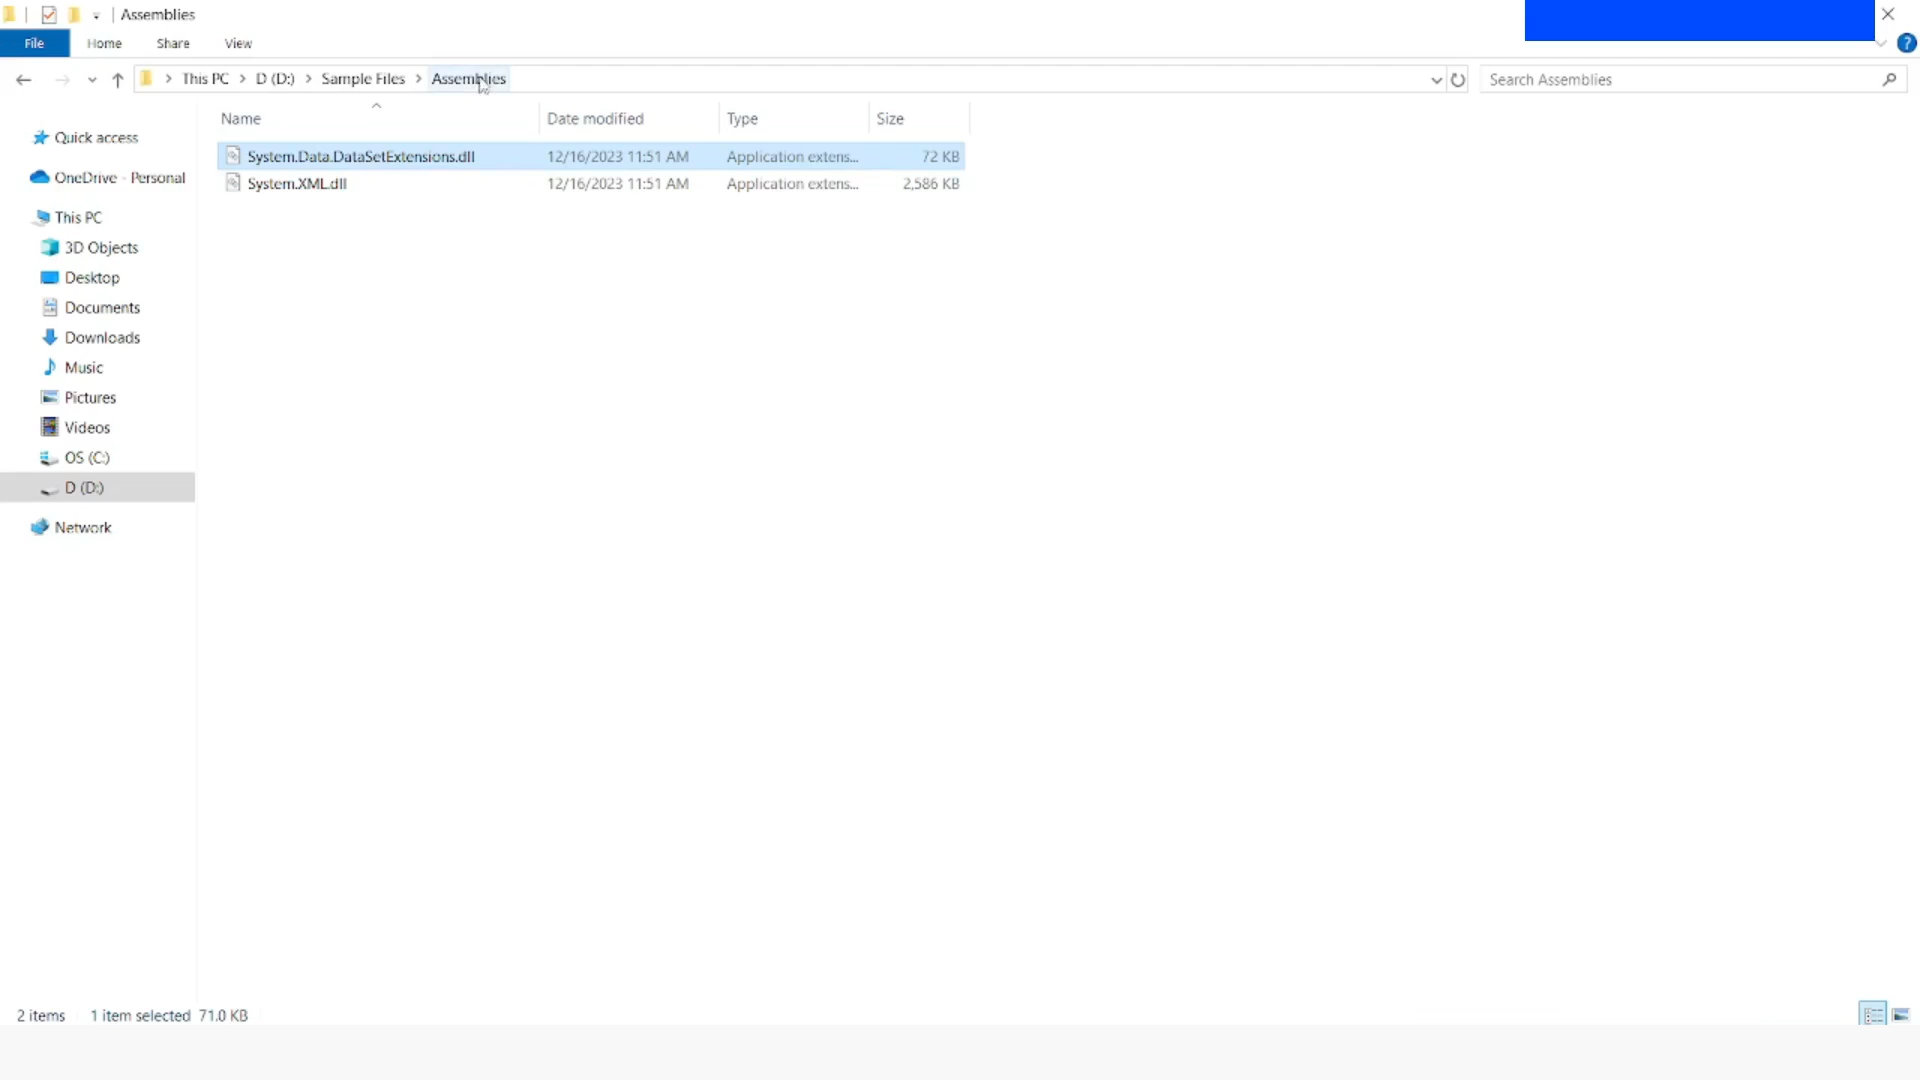 Assemblies
File Home Share View
This PC > D (D:) > Sample Files > Assemblies
Search Assemblies
Name Date modified Type Size
System.Data.DataSetExtensions.dll 12/16/2023 11:51 AM Application extens... 72 KB
System.XML.dll 12/16/2023 11:51 AM Application extens... 2,586 KB
Quick access
OneDrive - Personal
This PC
3D Objects
Desktop
Documents
Downloads
Music
Pictures
Videos
OS (C:)
D (D:)
Network
2 items 1 item selected 71.0 KB